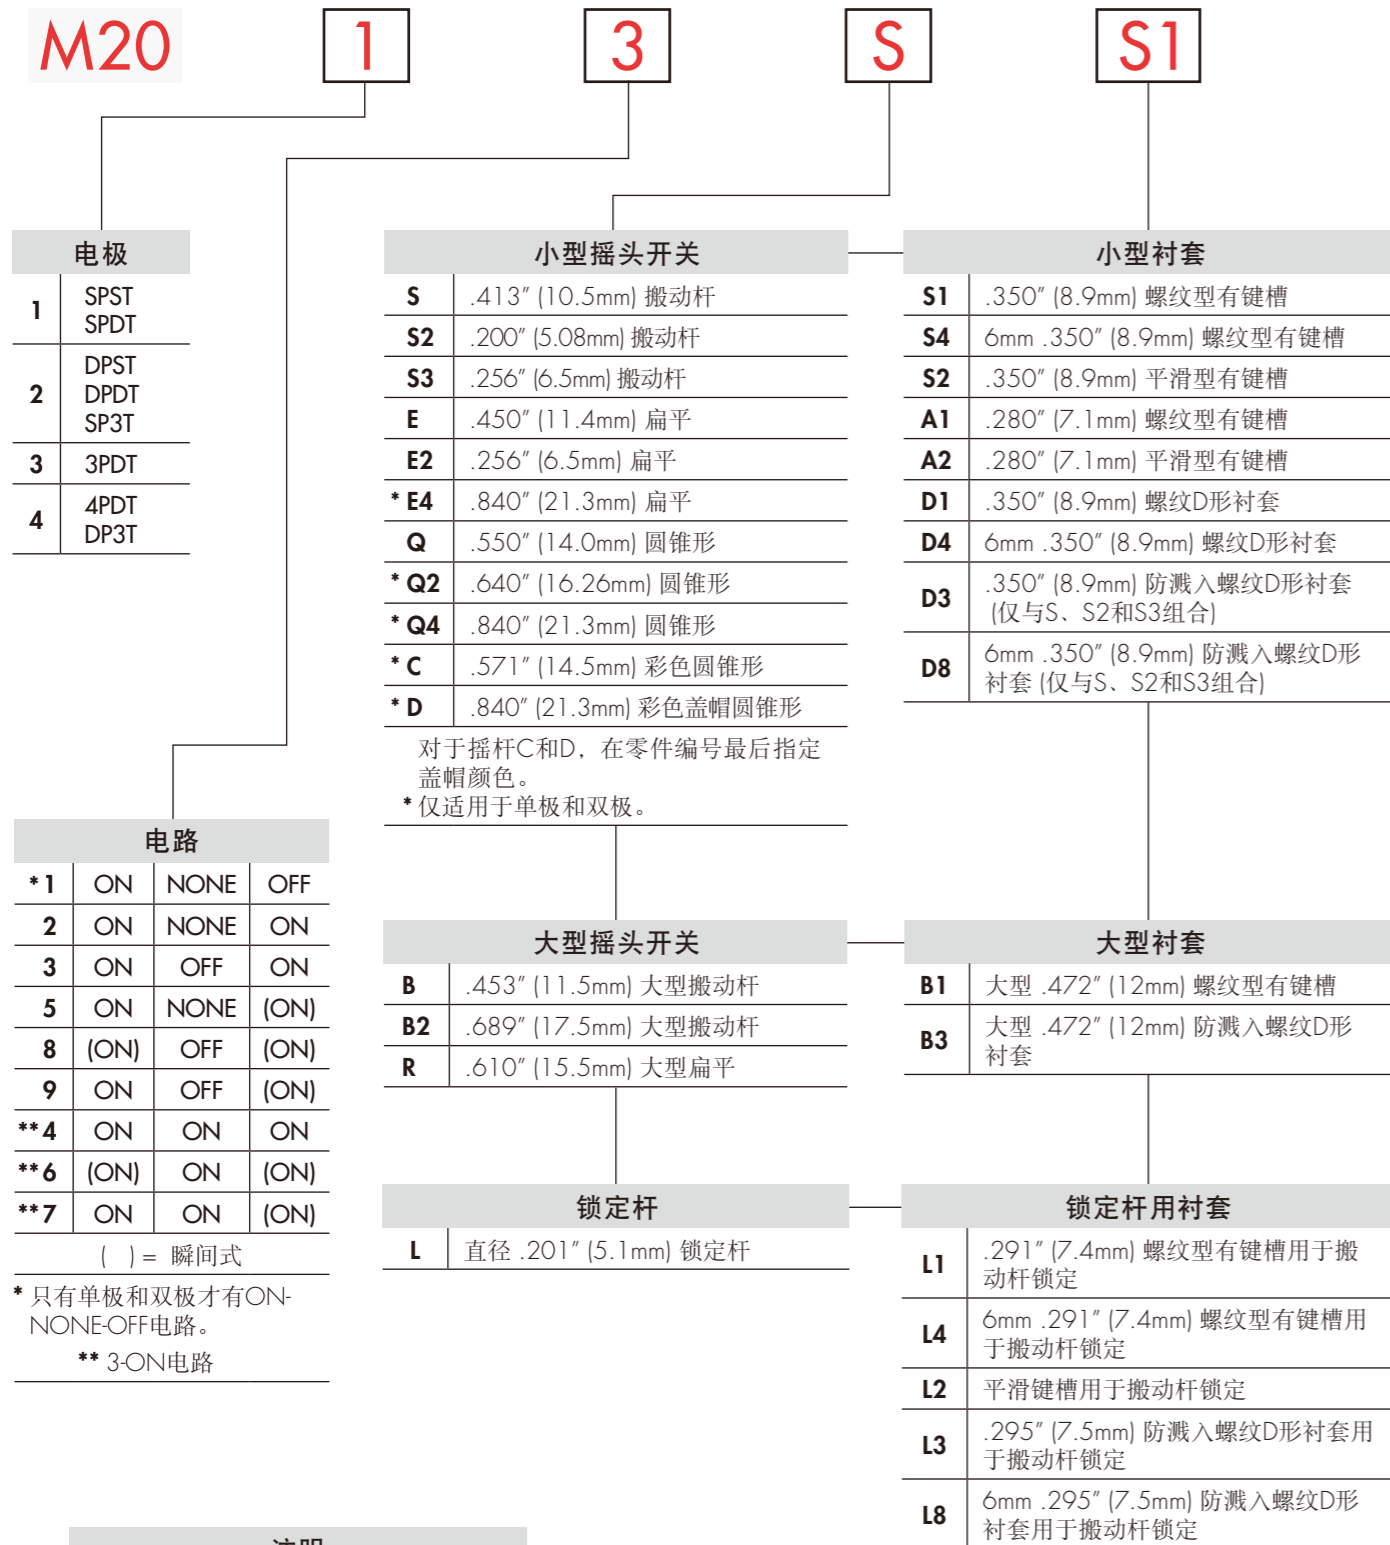 M20 1 3 S S1
电极
1 SPST
SPDT
2 DPST
DPDT
SP3T
3 3PDT
4 4PDT
DP3T
电路
*1 ON NONE OFF
2 ON NONE ON
3 ON OFF ON
5 ON NONE (ON)
8 (ON) OFF (ON)
9 ON OFF (ON)
**4 ON ON ON
**6 (ON) ON (ON)
**7 ON ON (ON)
( ) = 瞬间式
* 只有单极和双极才有ON-
NONE-OFF电路。
** 3-ON电路
小型摇头开关
S .413" (10.5mm) 搬动杆
S2 .200" (5.08mm) 搬动杆
S3 .256" (6.5mm) 搬动杆
E .450" (11.4mm) 扁平
E2 .256" (6.5mm) 扁平
* E4 .840" (21.3mm) 扁平
Q .550" (14.0mm) 圆锥形
* Q2 .640" (16.26mm) 圆锥形
* Q4 .840" (21.3mm) 圆锥形
* C .571" (14.5mm) 彩色圆锥形
* D .840" (21.3mm) 彩色盖帽圆锥形
对于摇杆C和D，在零件编号最后指定
盖帽颜色。
* 仅适用于单极和双极。
大型摇头开关
B .453" (11.5mm) 大型搬动杆
B2 .689" (17.5mm) 大型搬动杆
R .610" (15.5mm) 大型扁平
锁定杆
L 直径 .201" (5.1mm) 锁定杆
小型衬套
S1 .350" (8.9mm) 螺纹型有键槽
S4 6mm .350" (8.9mm) 螺纹型有键槽
S2 .350" (8.9mm) 平滑型有键槽
A1 .280" (7.1mm) 螺纹型有键槽
A2 .280" (7.1mm) 平滑型有键槽
D1 .350" (8.9mm) 螺纹D形衬套
D4 6mm .350" (8.9mm) 螺纹D形衬套
D3 .350" (8.9mm) 防溅入螺纹D形衬套
(仅与S、S2和S3组合)
D8 6mm .350" (8.9mm) 防溅入螺纹D形
衬套 (仅与S、S2和S3组合)
大型衬套
B1 大型 .472" (12mm) 螺纹型有键槽
B3 大型 .472" (12mm) 防溅入螺纹D形
衬套
锁定杆用衬套
L1 .291" (7.4mm) 螺纹型有键槽用于搬
动杆锁定
L4 6mm .291" (7.4mm) 螺纹型有键槽用
于搬动杆锁定
L2 平滑键槽用于搬动杆锁定
L3 .295" (7.5mm) 防溅入螺纹D形衬套用
于搬动杆锁定
L8 6mm .295" (7.5mm) 防溅入螺纹D形
衬套用于搬动杆锁定